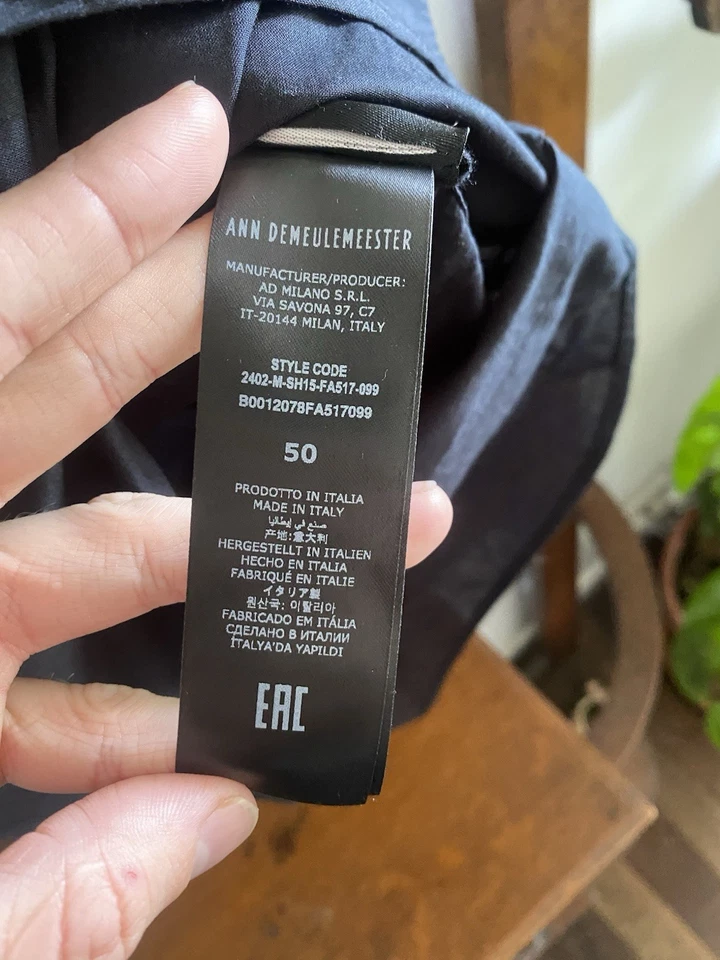 ANN DEMEULEMEESTER
MANUFACTURER/PRODUCER:
AD MILANO S.R.L.
VIA SAVONA 97, C7
IT-20144 MILAN, ITALY
STYLE CODE
2402-M-SH15-FA517-099
B0012078FA517099
50
PRODOTTO IN ITALIA
MADE IN ITALY
صنع في إيطاليا
产地:意大利
HERGESTELLT IN ITALIEN
HECHO EN ITALIA
FABRIQUÉ EN ITALIE
イタリア製
원산국: 이탈리아
FABRICADO EM ITÁLIA
СДЕЛАНО В ИТАЛИИ
İTALYA'DA YAPILDI
EAC